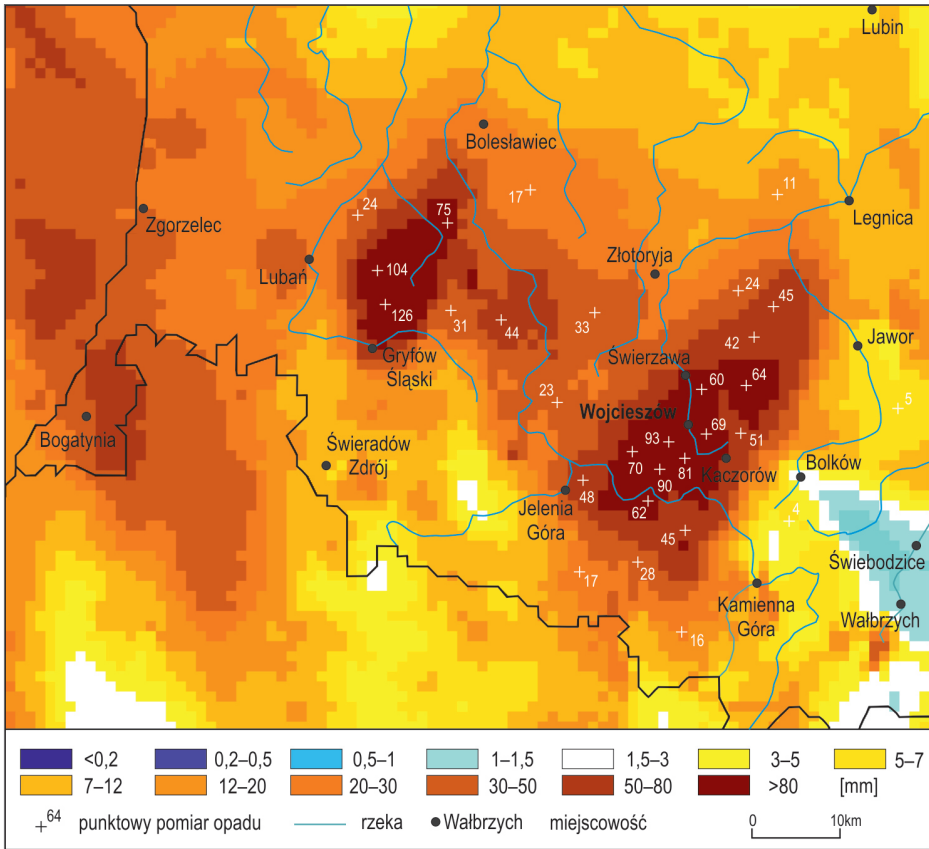 Lubin
Bolesławiec
17
11
24
75
Zgorzelec
Legnica
Lubań
104
Złotoryja
24
45
126
31
44
33
42
Jawor
Gryfów
Śląski
Świerzawa
60
64
23
5
Wojcieszów
Bogatynia
93
69
51
Świeradów
Zdrój
70
81
Kaczorów
Bolków
90
48
62
4
Jelenia
Góra
45
Świebodzice
17
28
Kamienna
Góra
Wałbrzych
16
<0,2 0,2–0,5 0,5–1 1–1,5 1,5–3 3–5 5–7
7–12 12–20 20–30 30–50 50–80 >80 [mm]
64 punktowy pomiar opadu rzeka Wałbrzych miejscowość 0 10km